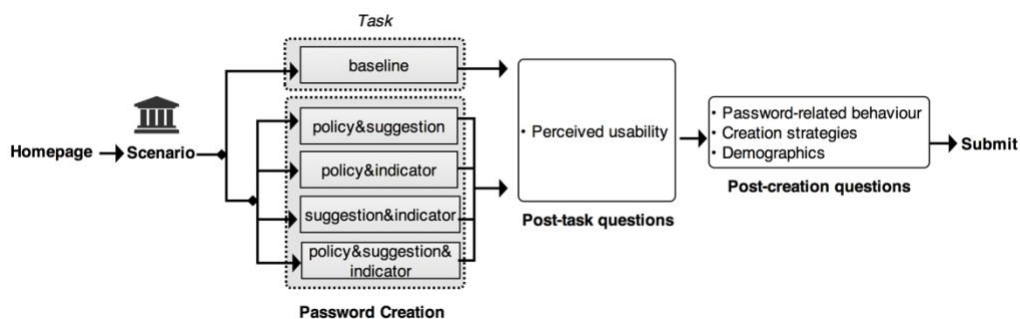 Task
baseline
policy&suggestion
policy&indicator
suggestion&indicator
policy&suggestion&
indicator
Password Creation
Homepage
Scenario
• Perceived usability
Post-task questions
• Password-related behaviour
• Creation strategies
• Demographics
Post-creation questions
Submit